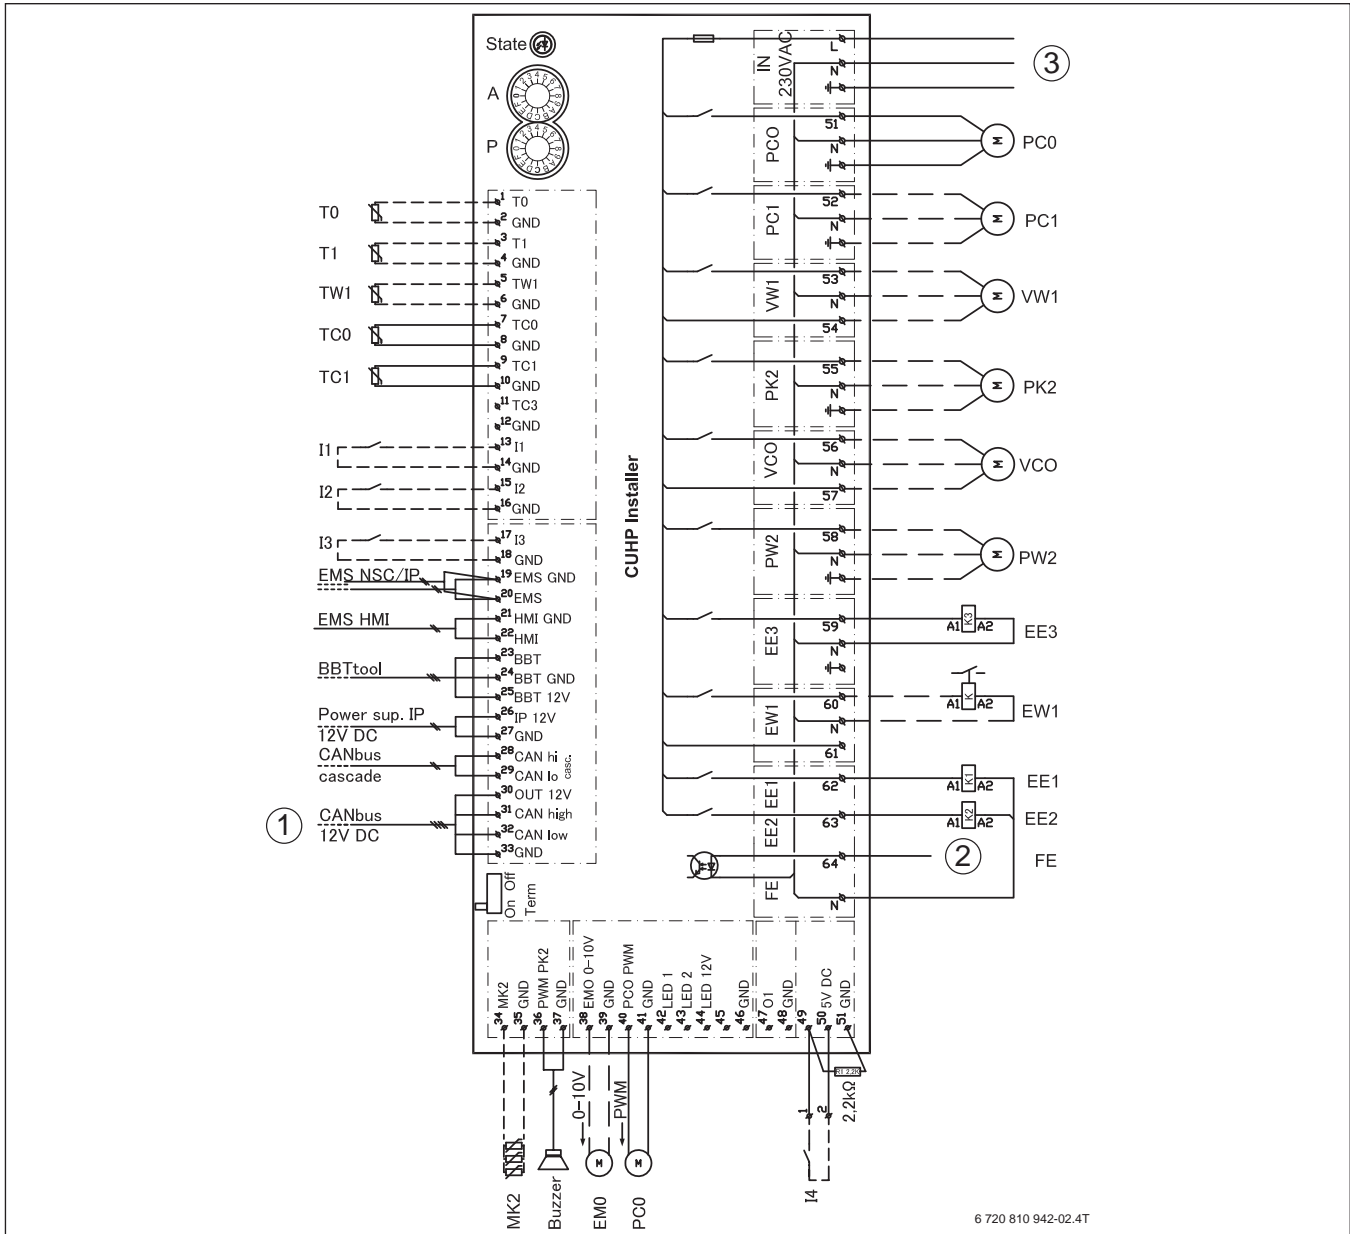 State
A
P
T0
T1
TW1
TC0
TC1
I1
I2
I3
EMS NSC/IP
EMS HMI
BBTtool
Power sup. IP
12V DC
CANbus
cascade
1
CANbus
12V DC
1 T0
2 GND
3 T1
4 GND
5 TW1
6 GND
7 TC0
8 GND
9 TC1
10 GND
11 TC3
12 GND
13 I1
14 GND
15 I2
16 GND
17 I3
18 GND
19 EMS GND
20 EMS
21 HMI GND
22 HMI
23 BBT
24 BBT GND
25 BBT 12V
26 IP 12V
27 GND
28 CAN hi
29 CAN lo
casc.
30 OUT 12V
31 CAN high
32 CAN low
33 GND
On Off
Term
CUHP Installer
IN
230VAC
L
N
3
PCO
51
N
M
PC0
PC1
52
N
M
PC1
VW1
53
N
54
M
VW1
PK2
55
N
M
PK2
VCO
56
N
57
M
VCO
PW2
58
N
M
PW2
EE3
59
N
A1 K3 A2
EE3
EW1
60
N
61
A1 K A2
EW1
EE1
62
A1 K1 A2
EE1
EE2
63
A1 K2 A2
EE2
FE
64
N
2
FE
34 MK2
35 GND
36 PWM PK2
37 GND
38 EMO 0-10V
39 GND
40 PCO PWM
41 GND
42 LED 1
43 LED 2
44 LED 12V
45
46 GND
47 O1
48 GND
49
50 5V DC
51 GND
R1 2.2K
2,2kΩ
0-10V
PWM
1
2
M
M
MK2
Buzzer
EM0
PC0
I4
6 720 810 942-02.4T